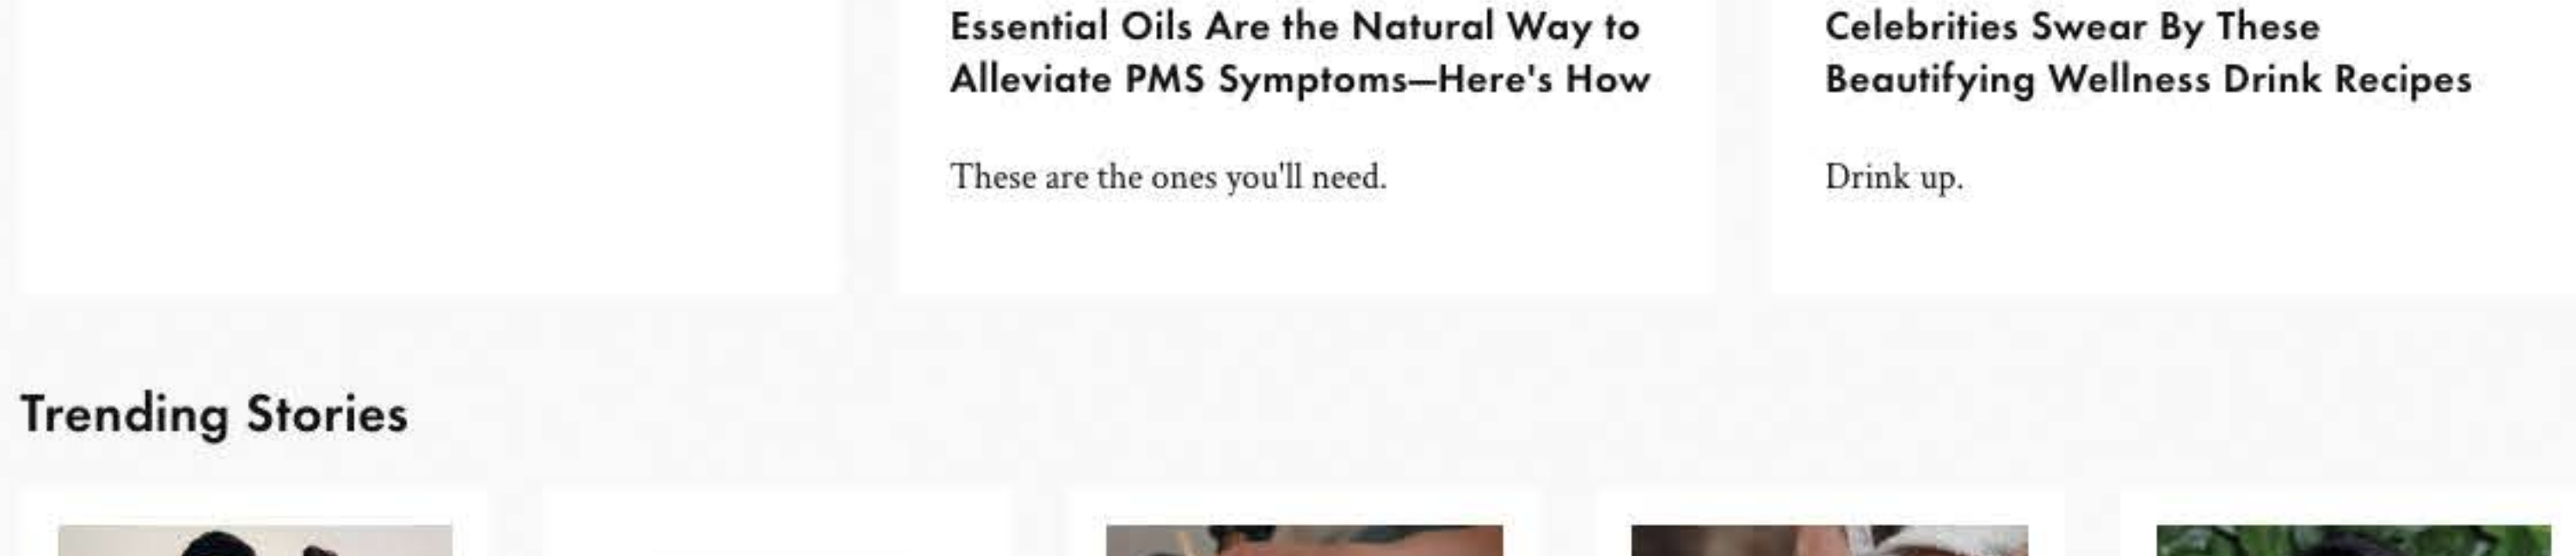 Essential Oils Are the Natural Way to
Alleviate PMS Symptoms—Here's How
These are the ones you'll need.
Celebrities Swear By These
Beautifying Wellness Drink Recipes
Drink up.
Trending Stories